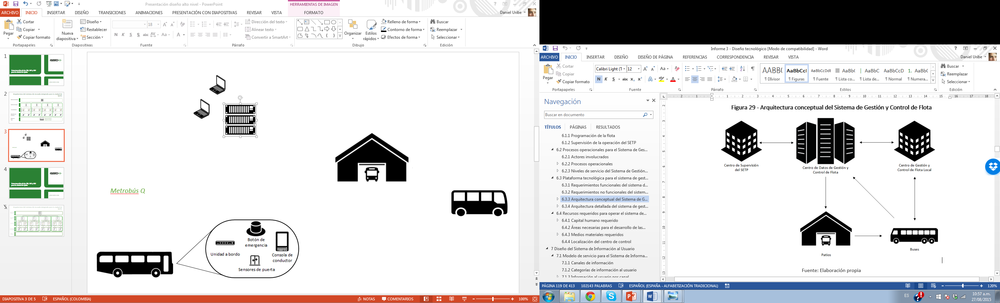 Presentación diseño alto nivel - PowerPoint
HERRAMIENTAS DE IMAGEN
ARCHIVO INICIO INSERTAR DISEÑO TRANSICIONES ANIMACIONES PRESENTACIÓN CON DIAPOSITIVAS REVISAR VISTA FORMATO
Daniel Uribe
Pegar
Cortar
Copiar
Copiar formato
Portapapeles
Nueva diapositiva
Diseño
Restablecer
Sección
Diapositivas
18
N K S S abc AV Aa A
Fuente
Dirección del texto
Alinear texto
Convertir a SmartArt
Párrafo
Organizar
Estilos rápidos
Relleno de forma
Contorno de forma
Efectos de forma
Dibujo
Buscar
Reemplazar
Seleccionar
Edición
1
2
3
4
5
Metrobús Q
Botón de
emergencia
Unidad a bordo
Consola de
conductor
Sensores de puerta
DIAPOSITIVA 3 DE 5 ESPAÑOL (COLOMBIA) NOTAS COMENTARIOS 100%
Informe 3 - Diseño tecnológico [Modo de compatibilidad] - Word
ARCHIVO INICIO INSERTAR DISEÑO DISEÑO DE PÁGINA REFERENCIAS CORRESPONDENCIA REVISAR VISTA
Daniel Uribe
Pegar
Cortar
Copiar
Copiar formato
Portapapeles
Calibri Light (T 12
N K S abc
Fuente
Párrafo
AABBC AaBbCcI AaBbCcDdE AaBbC AaBbC AaBbCcD 1. AaBbC
¶ DIvisor ¶ Figuras ¶ Fuente ¶ Lista co... ¶ Lista de... ¶ Normal ¶ Numera...
Estilos
Buscar
Reemplazar
Seleccionar
Edición
Navegación
Buscar en documento
TÍTULOS PÁGINAS RESULTADOS
6.1.1 Programación de la flota
6.1.2 Supervisión de la operación del SETP
6.2 Procesos operacionales para el Sistema de Ges...
6.2.1 Actores involucrados
6.2.2 Procesos operacionales
6.2.3 Niveles de servicio del Sistema de Gestión...
6.3 Plataforma tecnológica para el sistema de gest...
6.3.1 Requerimientos funcionales del sistema d...
6.3.2 Requerimientos no funcionales del sistem...
6.3.3 Arquitectura conceptual del Sistema de G...
6.3.4 Arquitectura detallada del sistema de gest...
6.4 Recursos requeridos para operar el sistema de...
6.4.1 Capital humano requerido
6.4.2 Áreas necesarias para el desarrollo de las...
6.4.3 Medios materiales requeridos
6.4.4 Localización del centro de control
7 Diseño del Sistema de Información al Usuario
7.1 Modelo de servicio para el Sistema de Informa...
7.1.1 Canales de información
7.1.2 Categorías de información al usuario
7.1.3 Información al usuario por canal
Figura 29 - Arquitectura conceptual del Sistema de Gestión y Control de Flota
Centro de Supervisión
del SETP
Centro de Datos de Gestión y
Control de Flota
Centro de Gestión y
Control de Flota Local
Patios
Buses
Fuente: Elaboración propia
PÁGINA 119 DE 413 102143 PALABRAS ESPAÑOL (ESPAÑA - ALFABETIZACIÓN TRADICIONAL) 120%
ES
10:57 a.m.
27/08/2015